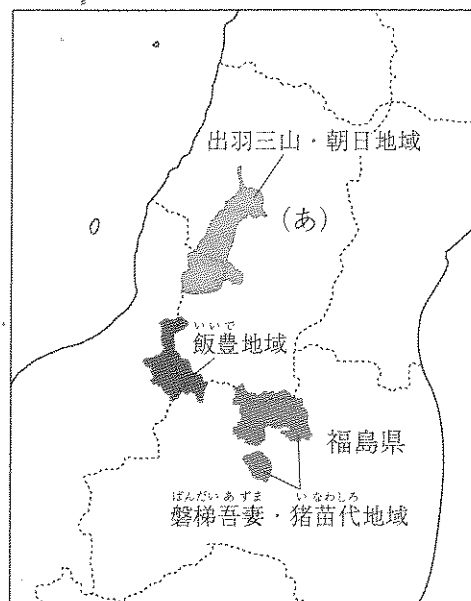 出羽三山・朝日地域
(あ)
いいで
飯豊地域
福島県
ばんだいあずま いなわしろ
磐梯吾妻・猪苗代地域